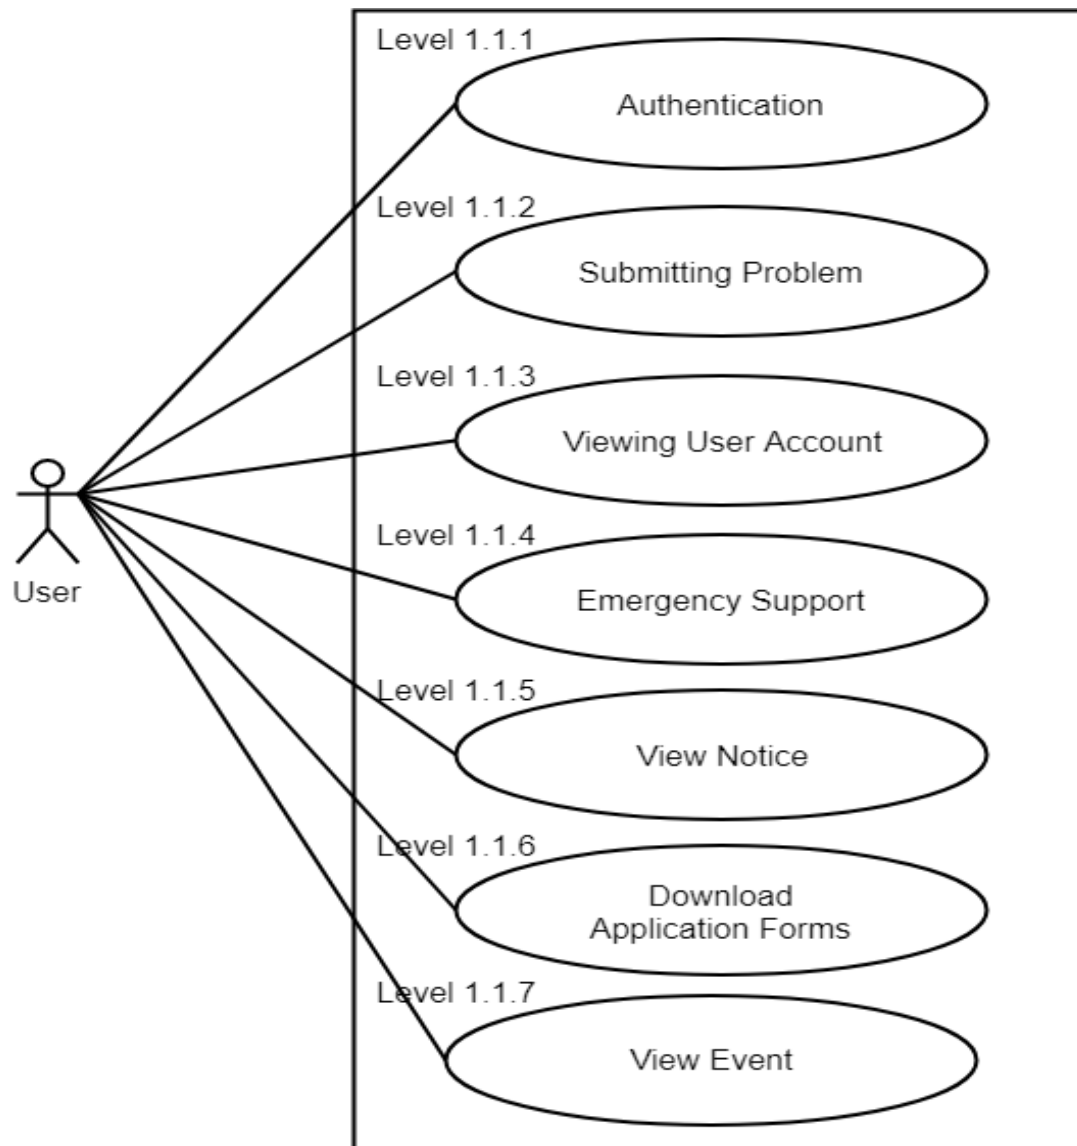 Level 1.1.1
Authentication
Level 1.1.2
Submitting Problem
Level 1.1.3
Viewing User Account
Level 1.1.4
Emergency Support
User
Level 1.1.5
View Notice
Level 1.1.6
Download
Application Forms
Level 1.1.7
View Event